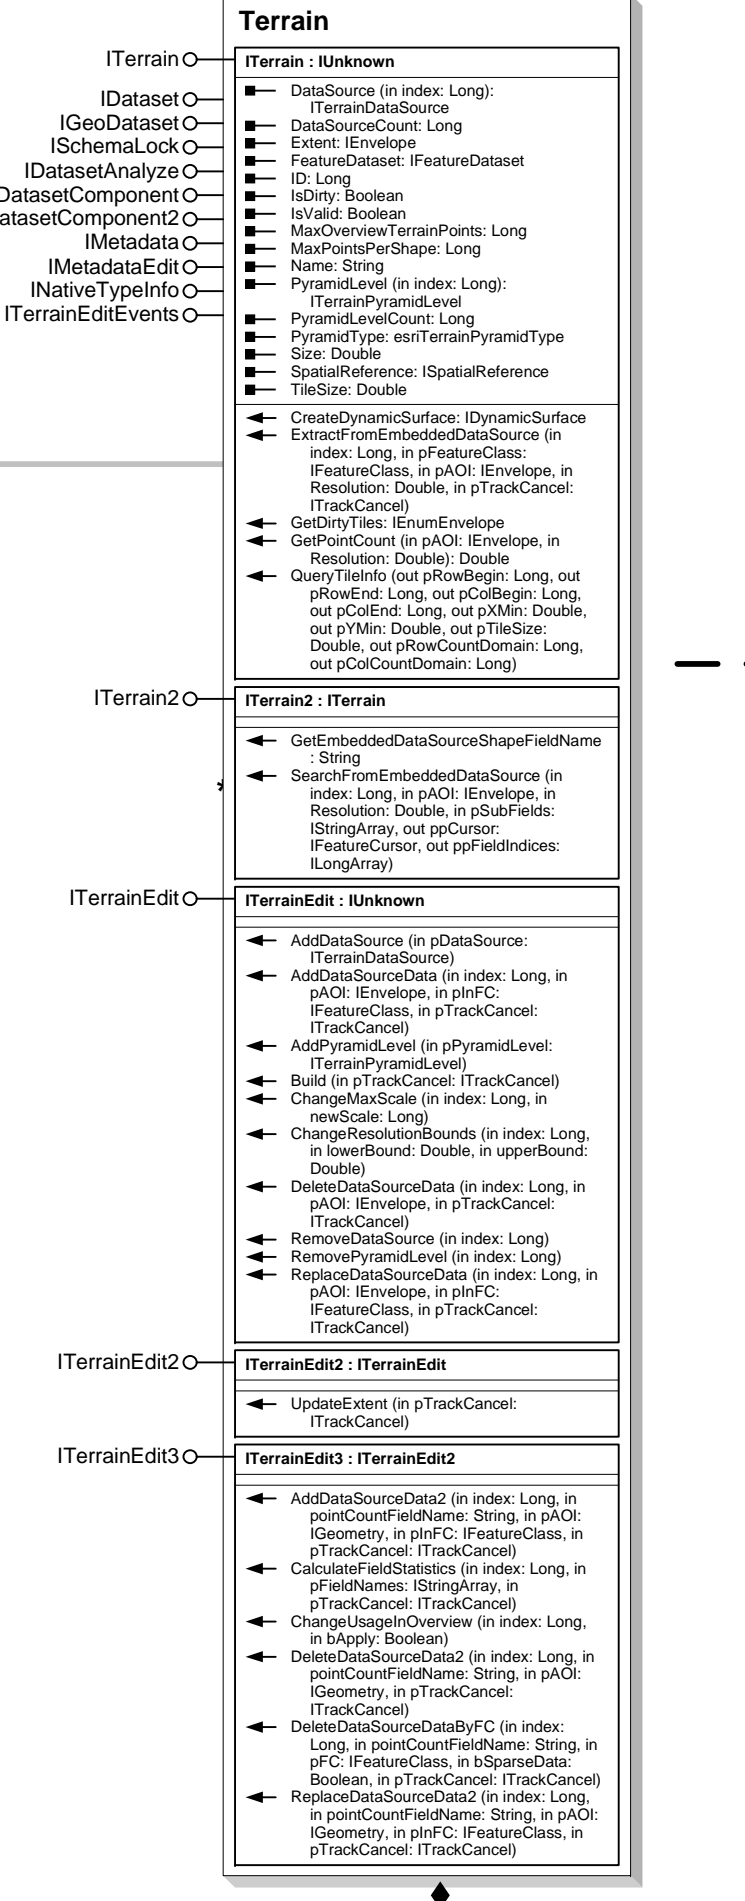 Terrain
ITerrain
ITerrain : IUnknown
DataSource (in index: Long):
ITerrainDataSource
DataSourceCount: Long
Extent: IEnvelope
FeatureDataset: IFeatureDataset
ID: Long
IsDirty: Boolean
IsValid: Boolean
MaxOverviewTerrainPoints: Long
MaxPointsPerShape: Long
Name: String
PyramidLevel (in index: Long):
ITerrainPyramidLevel
PyramidLevelCount: Long
PyramidType: esriTerrainPyramidType
Size: Double
SpatialReference: ISpatialReference
TileSize: Double
IDataset
IGeoDataset
ISchemaLock
IDatasetAnalyze
DatasetComponent
atasetComponent2
IMetadata
IMetadataEdit
INativeTypeInfo
ITerrainEditEvents
CreateDynamicSurface: IDynamicSurface
ExtractFromEmbeddedDataSource (in
index: Long, in pFeatureClass:
IFeatureClass, in pAOI: IEnvelope, in
Resolution: Double, in pTrackCancel:
ITrackCancel)
GetDirtyTiles: IEnumEnvelope
GetPointCount (in pAOI: IEnvelope, in
Resolution: Double): Double
QueryTileInfo (out pRowBegin: Long, out
pRowEnd: Long, out pColBegin: Long,
out pColEnd: Long, out pXMin: Double,
out pYMin: Double, out pTileSize:
Double, out pRowCountDomain: Long,
out pColCountDomain: Long)
ITerrain2
ITerrain2 : ITerrain
GetEmbeddedDataSourceShapeFieldName
: String
SearchFromEmbeddedDataSource (in
index: Long, in pAOI: IEnvelope, in
Resolution: Double, in pSubFields:
IStringArray, out ppCursor:
IFeatureCursor, out ppFieldIndices:
ILongArray)
*
ITerrainEdit
ITerrainEdit : IUnknown
AddDataSource (in pDataSource:
ITerrainDataSource)
AddDataSourceData (in index: Long, in
pAOI: IEnvelope, in pInFC:
IFeatureClass, in pTrackCancel:
ITrackCancel)
AddPyramidLevel (in pPyramidLevel:
ITerrainPyramidLevel)
Build (in pTrackCancel: ITrackCancel)
ChangeMaxScale (in index: Long, in
newScale: Long)
ChangeResolutionBounds (in index: Long,
in lowerBound: Double, in upperBound:
Double)
DeleteDataSourceData (in index: Long, in
pAOI: IEnvelope, in pTrackCancel:
ITrackCancel)
RemoveDataSource (in index: Long)
RemovePyramidLevel (in index: Long)
ReplaceDataSourceData (in index: Long, in
pAOI: IEnvelope, in pInFC:
IFeatureClass, in pTrackCancel:
ITrackCancel)
ITerrainEdit2
ITerrainEdit2 : ITerrainEdit
UpdateExtent (in pTrackCancel:
ITrackCancel)
ITerrainEdit3
ITerrainEdit3 : ITerrainEdit2
AddDataSourceData2 (in index: Long, in
pointCountFieldName: String, in pAOI:
IGeometry, in pInFC: IFeatureClass, in
pTrackCancel: ITrackCancel)
CalculateFieldStatistics (in index: Long, in
pFieldNames: IStringArray, in
pTrackCancel: ITrackCancel)
ChangeUsageInOverview (in index: Long,
in bApply: Boolean)
DeleteDataSourceData2 (in index: Long, in
pointCountFieldName: String, in pAOI:
IGeometry, in pTrackCancel:
ITrackCancel)
DeleteDataSourceDataByFC (in index:
Long, in pointCountFieldName: String, in
pFC: IFeatureClass, in bSparseData:
Boolean, in pTrackCancel: ITrackCancel)
ReplaceDataSourceData2 (in index: Long,
in pointCountFieldName: String, in pAOI:
IGeometry, in pInFC: IFeatureClass, in
pTrackCancel: ITrackCancel)